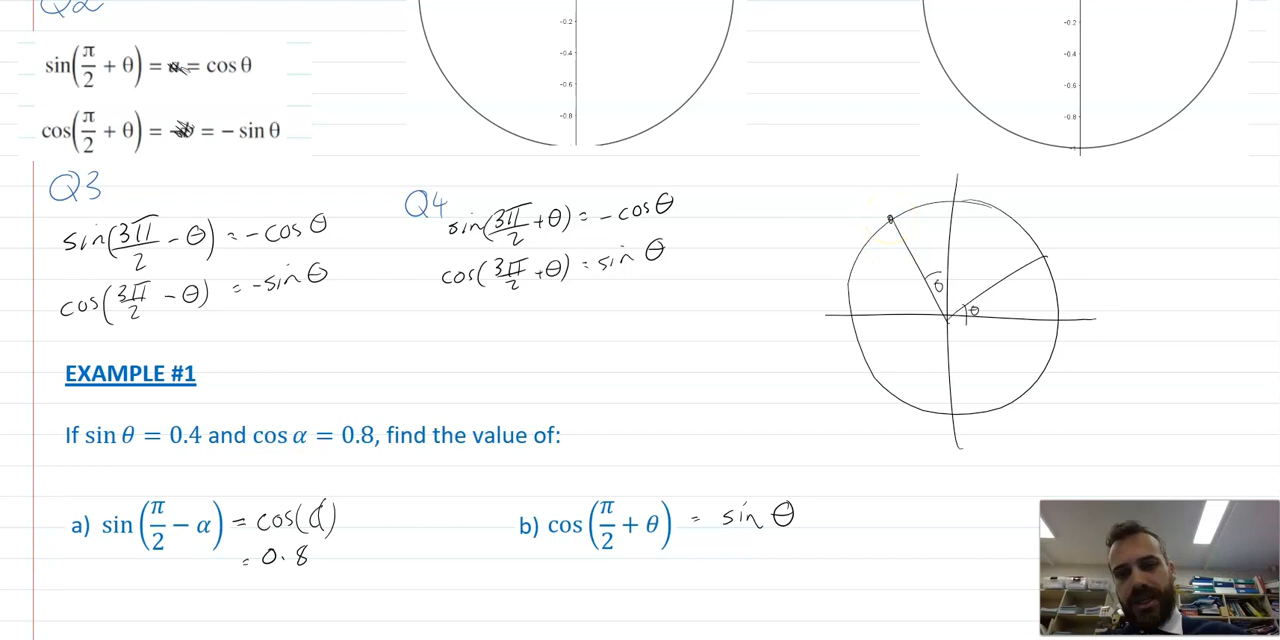 Q2
-0.2
-0.4
-0.6
-0.8
-0.2
-0.4
-0.6
-0.8
-1
sin(π/2 + θ) = = cos θ
cos(π/2 + θ) = = − sin θ
Q3
sin(3π/2 - θ) = - cos θ
cos(3π/2 - θ) = - sin θ
Q4
sin(3π/2 + θ) = - cos θ
cos(3π/2 + θ) = sin θ
θ
θ
EXAMPLE #1
If sin θ = 0.4 and cos α = 0.8, find the value of:
a) sin(π/2 − α) = cos(α)
= 0.8
b) cos(π/2 + θ) = sin θ